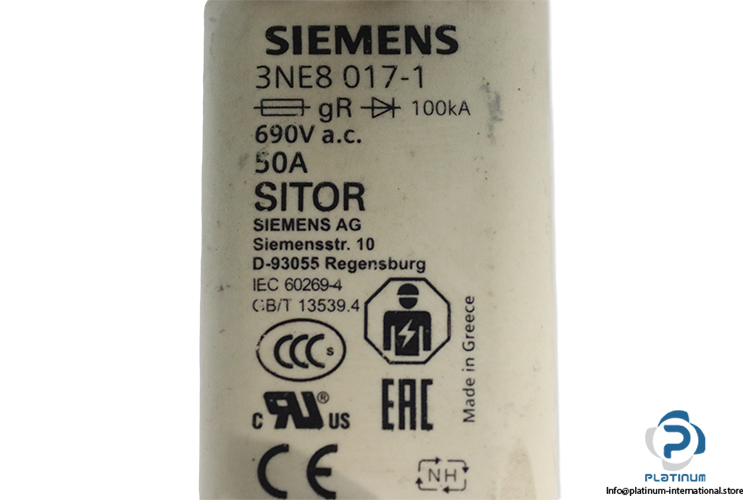 SIEMENS
3NE8 017-1
gR 100kA
690V a.c.
50A
SITOR
SIEMENS AG
Siemensstr. 10
D-93055 Regensburg
IEC 60269-4
GB/T 13539.4
CCC S
Made in Greece
c RU ® US
EAC
CE
NH
PLATINUM
Info@platinum-international.store